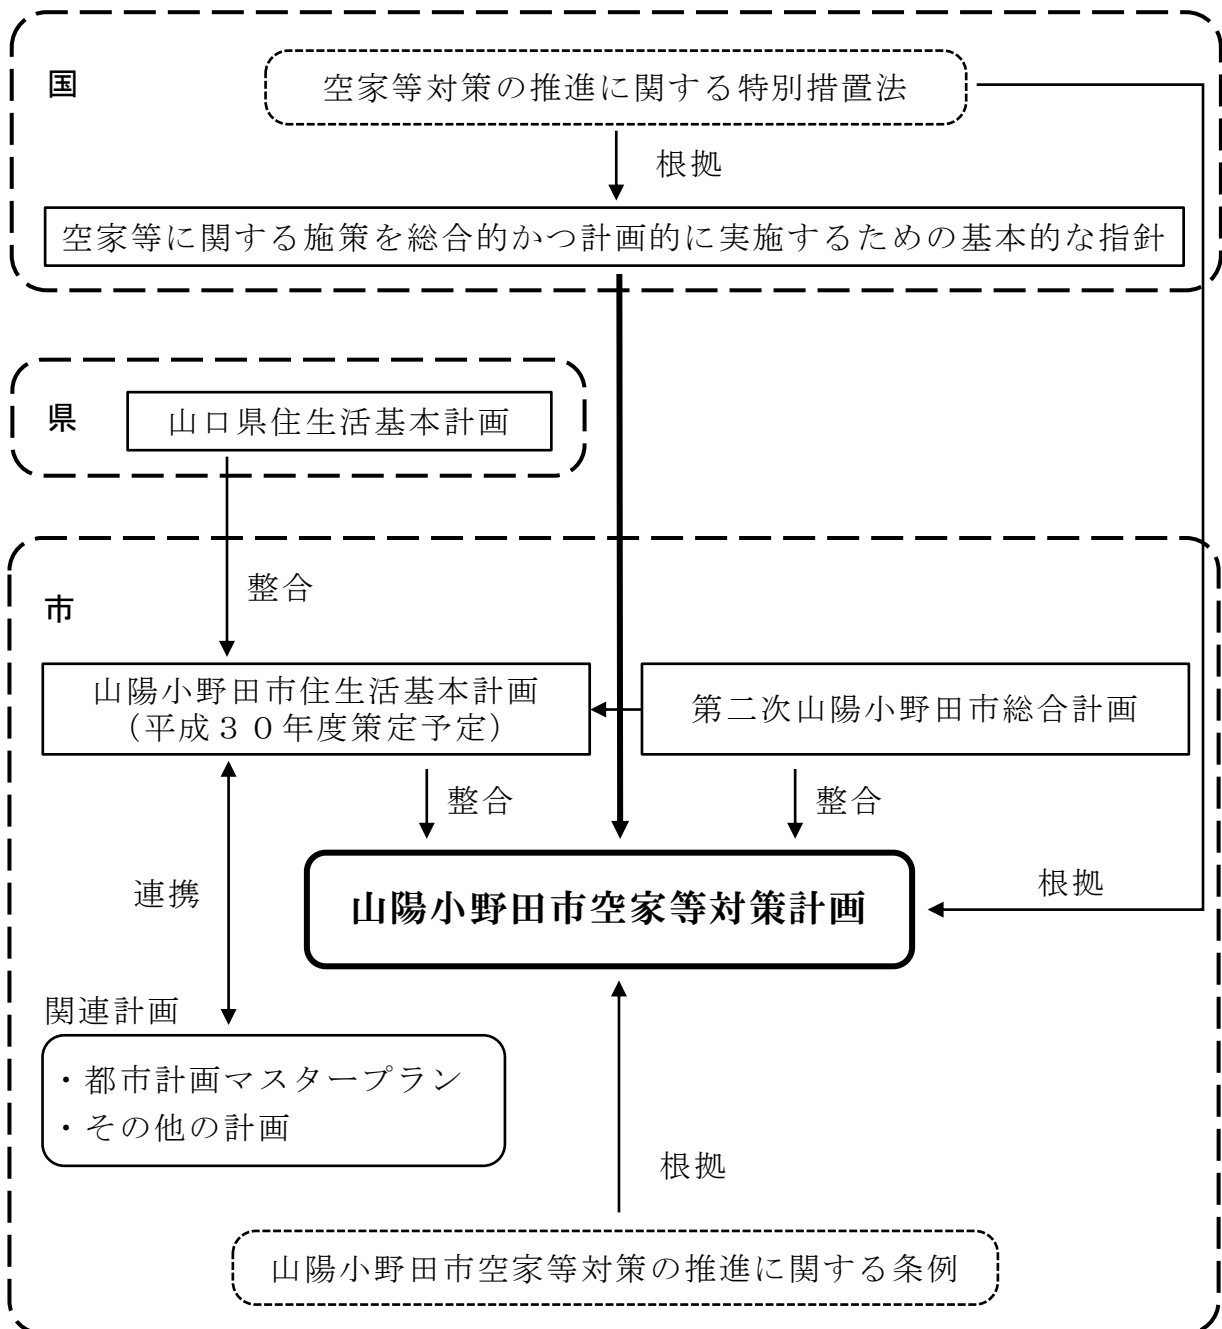 国
空家等対策の推進に関する特別措置法
根拠
空家等に関する施策を総合的かつ計画的に実施するための基本的な指針
県
山口県住生活基本計画
整合
市
山陽小野田市住生活基本計画
（平成３０年度策定予定）
第二次山陽小野田市総合計画
整合
整合
連携
山陽小野田市空家等対策計画
根拠
関連計画
・都市計画マスタープラン
・その他の計画
根拠
山陽小野田市空家等対策の推進に関する条例